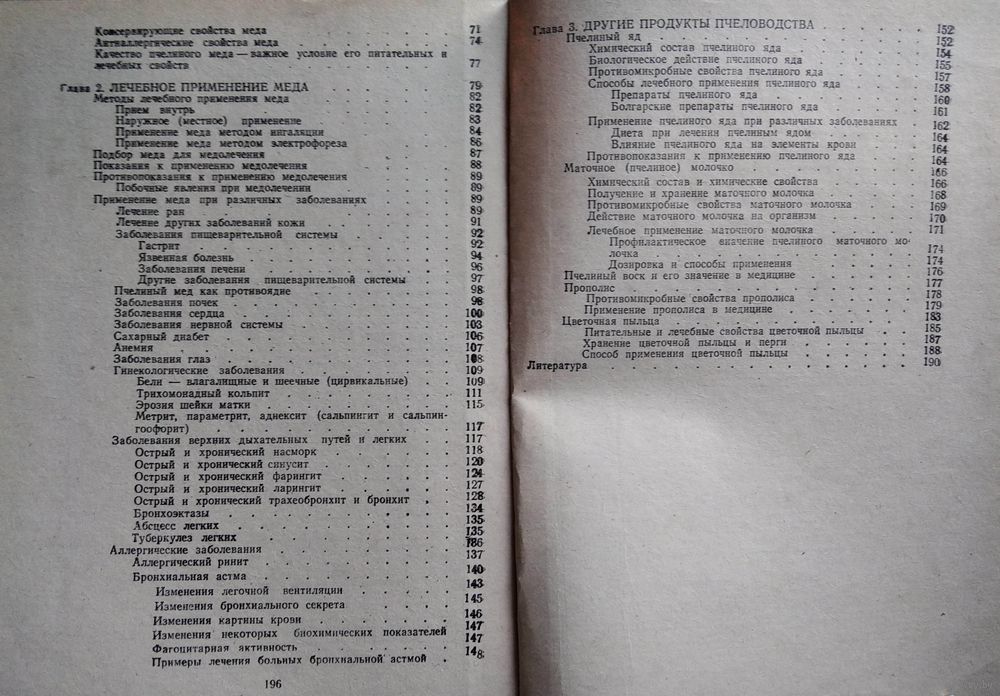 Консервирующие свойства меда . . . 71
Антиаллергические свойства меда . . . 74
Качество пчелиного меда — важное условие его питательных и
лечебных свойств . . . 77
Глава 2. ЛЕЧЕБНОЕ ПРИМЕНЕНИЕ МЕДА . . . 79
Методы лечебного применения меда . . . 82
Прием внутрь . . . 82
Наружное (местное) применение . . . 83
Применение меда методом ингаляции . . . 84
Применение меда методом электрофореза . . . 86
Подбор меда для медолечения . . . 87
Показания к применению медолечения . . . 88
Противопоказания к применению медолечения . . . 89
Побочные явления при медолечении . . . 89
Применение меда при различных заболеваниях . . . 89
Лечение ран . . . 89
Лечение других заболеваний кожи . . . 91
Заболевания пищеварительной системы . . . 92
Гастрит . . . 92
Язвенная болезнь . . . 94
Заболевания печени . . . 96
Другие заболевания пищеварительной системы . . . 97
Пчелиный мед как противоядие . . . 98
Заболевания почек . . . 98
Заболевания сердца . . . 100
Заболевания нервной системы . . . 103
Сахарный диабет . . . 106
Анемия . . . 107
Заболевания глаз . . . 108
Гинекологические заболевания . . . 109
Бели — влагалищные и шеечные (цирвикальные) . . 109
Трихомонадный кольпит . . . 111
Эрозия шейки матки . . . 115
Метрит, параметрит, аднексит (сальпингит и сальпин-
гоофорит) . . . 117
Заболевания верхних дыхательных путей и легких . . 117
Острый и хронический насморк . . . 118
Острый и хронический синусит . . . 120
Острый и хронический фарингит . . . 124
Острый и хронический ларингит . . . 127
Острый и хронический трахеобронхит и бронхит . . 128
Бронхоэктазы . . . 134
Абсцесс легких . . . 135
Туберкулез легких . . . 135
Аллергические заболевания . . . 136
Аллергический ринит . . . 137
Бронхиальная астма . . . 140
Изменения легочной вентиляции . . . 143
Изменения бронхиального секрета . . . 145
Изменения картины крови . . . 146
Изменения некоторых биохимических показателей 147
Фагоцитарная активность . . . 147
Примеры лечения больных бронхиальной астмой . 148
196
Глава 3. ДРУГИЕ ПРОДУКТЫ ПЧЕЛОВОДСТВА . . . 152
Пчелиный яд . . . 152
Химический состав пчелиного яда . . . 154
Биологическое действие пчелиного яда . . . 155
Противомикробные свойства пчелиного яда . . . 157
Способы лечебного применения пчелиного яда . . . 158
Препараты пчелиного яда . . . 160
Болгарские препараты пчелиного яда . . . 161
Применение пчелиного яда при различных заболеваниях . 162
Диета при лечении пчелиным ядом . . . 164
Влияние пчелиного яда на элементы крови . . . 164
Противопоказания к применению пчелиного яда . . . 164
Маточное (пчелиное) молочко . . . 166
Химический состав и химические свойства . . . 166
Получение и хранение маточного молочка . . . 168
Противомикробные свойства маточного молочка . . . 169
Действие маточного молочка на организм . . . 170
Лечебное применение маточного молочка . . . 171
Профилактическое значение пчелиного маточного мо-
лочка . . . 174
Дозировка и способы применения . . . 174
Пчелиный воск и его значение в медицине . . . 176
Прополис . . . 177
Противомикробные свойства прополиса . . . 178
Применение прополиса в медицине . . . 179
Цветочная пыльца . . . 183
Питательные и лечебные свойства цветочной пыльцы . . 185
Хранение цветочной пыльцы и перги . . . 187
Способ применения цветочной пыльцы . . . 188
Литература . . . 190